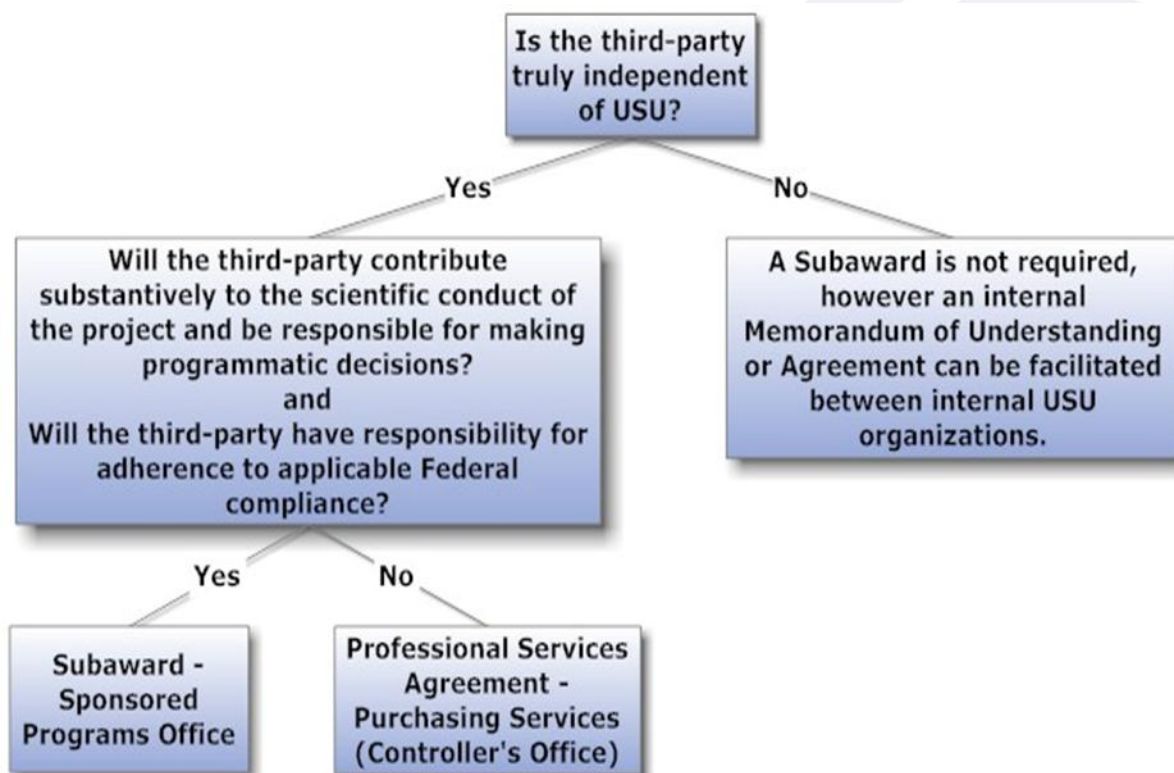 Is the third-party
truly independent
of USU?
Yes
No
Will the third-party contribute
substantively to the scientific conduct of
the project and be responsible for making
programmatic decisions?
and
Will the third-party have responsibility for
adherence to applicable Federal
compliance?
A Subaward is not required,
however an internal
Memorandum of Understanding
or Agreement can be facilitated
between internal USU
organizations.
Yes
No
Subaward -
Sponsored
Programs Office
Professional Services
Agreement -
Purchasing Services
(Controller's Office)